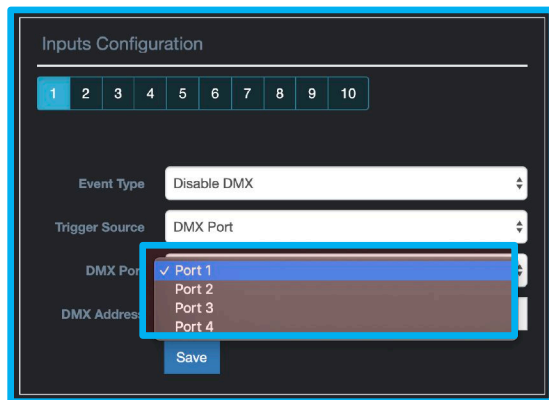 Inputs Configuration
1 2 3 4 5 6 7 8 9 10
Event Type Disable DMX
Trigger Source DMX Port
DMX Por ✓ Port 1
Port 2
Port 3
DMX Addres
Port 4
Save